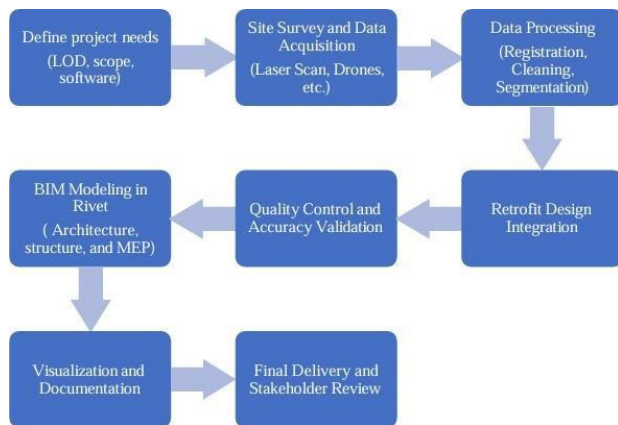 Define project needs
(LOD, scope,
software)
Site Survey and Data
Acquisition
(Laser Scan, Drones,
etc.)
Data Processing
(Registration,
Cleaning,
Segmentation)
Retrofit Design
Integration
Quality Control and
Accuracy Validation
BIM Modeling in
Rivet
( Architecture,
structure, and MEP)
Visualization and
Documentation
Final Delivery and
Stakeholder Review